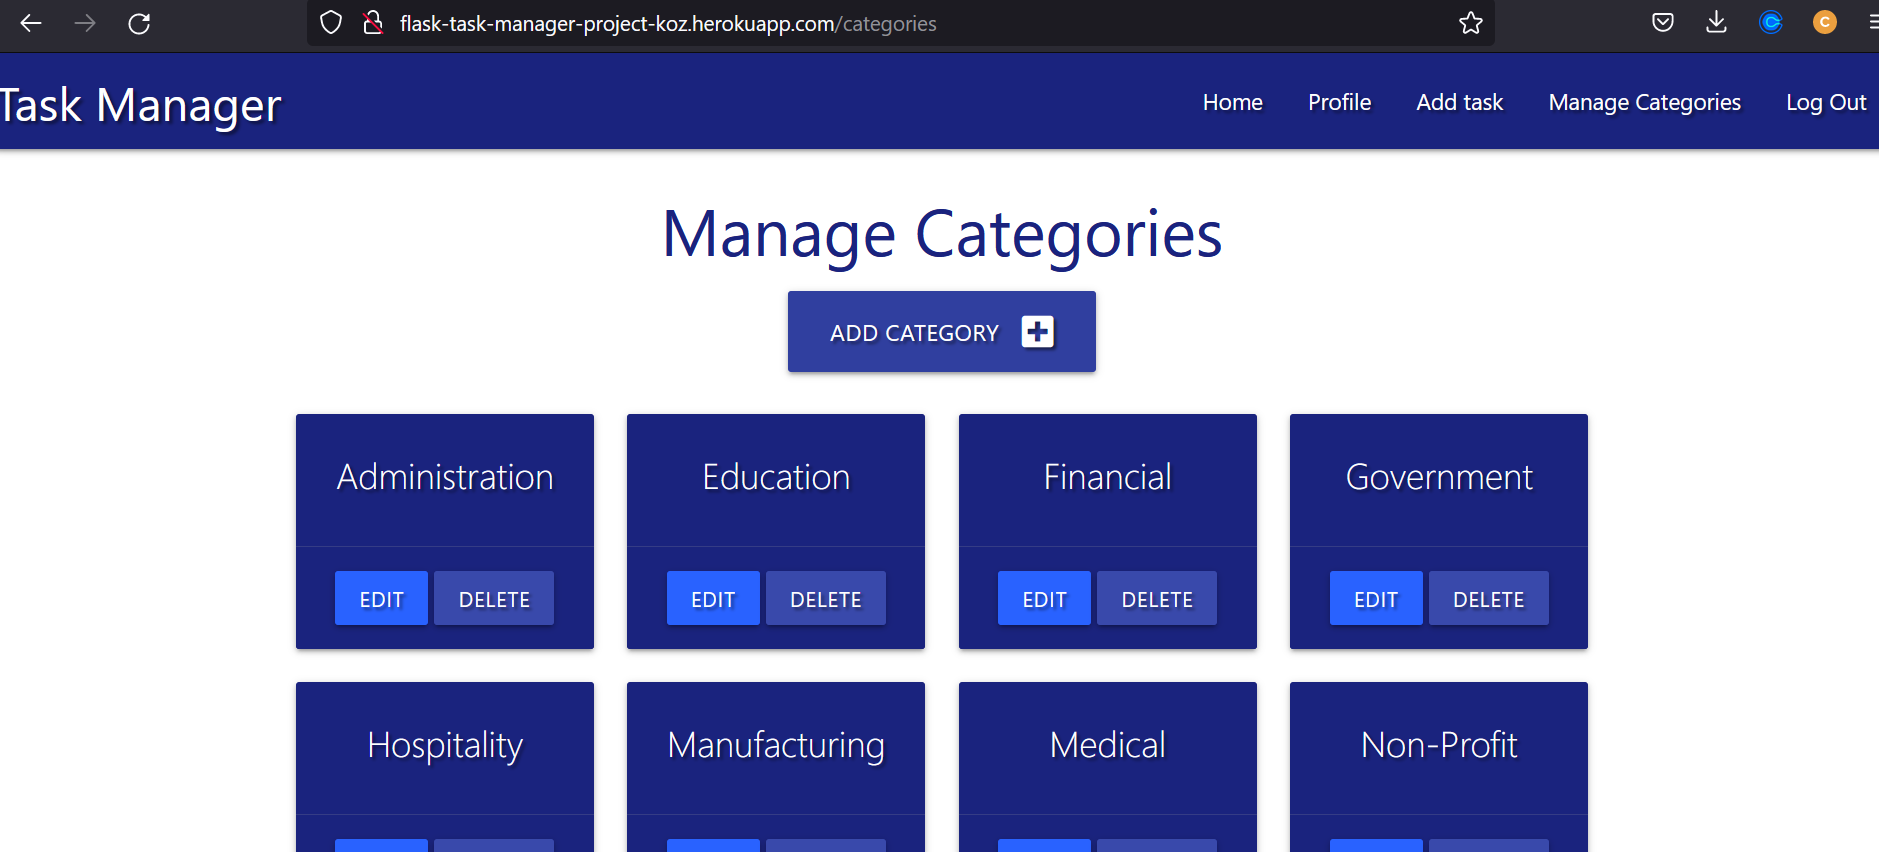 flask-task-manager-project-koz.herokuapp.com/categories
C
Task Manager
Home Profile Add task Manage Categories Log Out
Manage Categories
ADD CATEGORY
Administration Education Financial Government
EDIT DELETE EDIT DELETE EDIT DELETE EDIT DELETE
Hospitality Manufacturing Medical Non-Profit